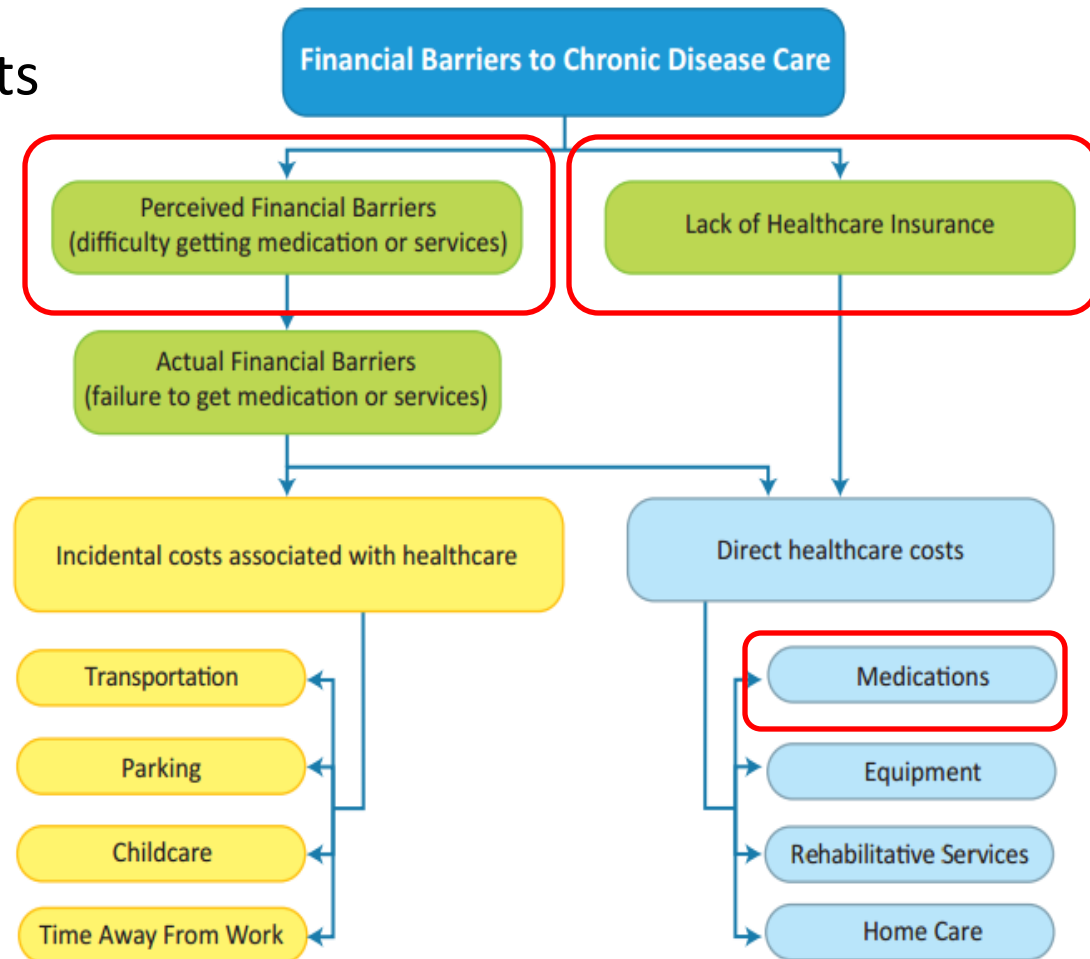 ts
Financial Barriers to Chronic Disease Care
Perceived Financial Barriers
(difficulty getting medication or services)
Lack of Healthcare Insurance
Actual Financial Barriers
(failure to get medication or services)
Incidental costs associated with healthcare
Direct healthcare costs
Transportation
Parking
Childcare
Time Away From Work
Medications
Equipment
Rehabilitative Services
Home Care